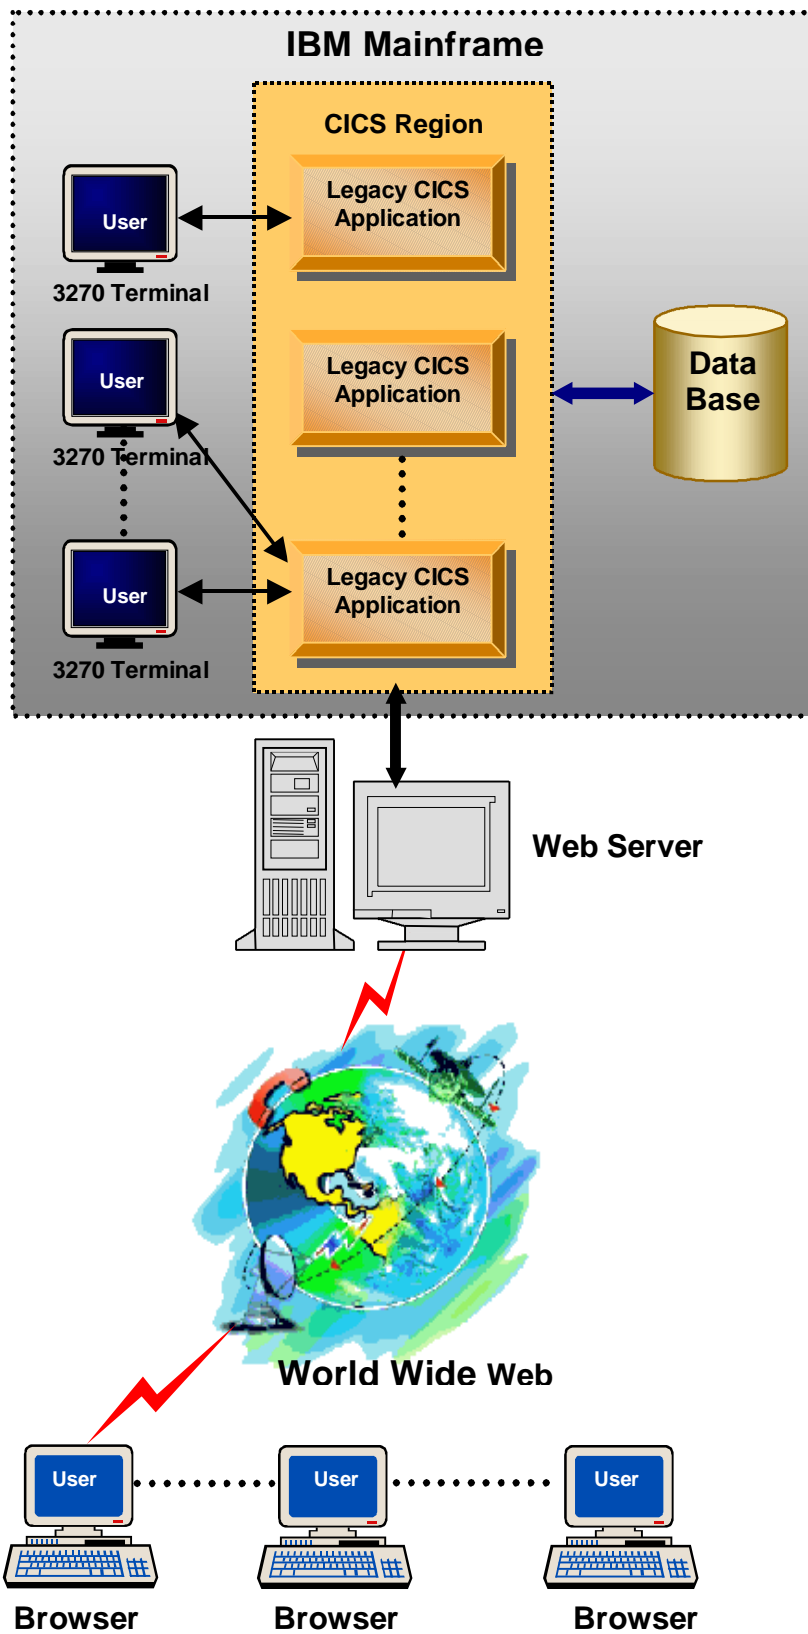 IBM Mainframe
CICS Region
Legacy CICS
Application
User
3270 Terminal
Legacy CICS
Application
User
3270 Terminal
Data
Base
Legacy CICS
Application
User
3270 Terminal
Web Server
World Wide Web
User
User
User
Browser
Browser
Browser